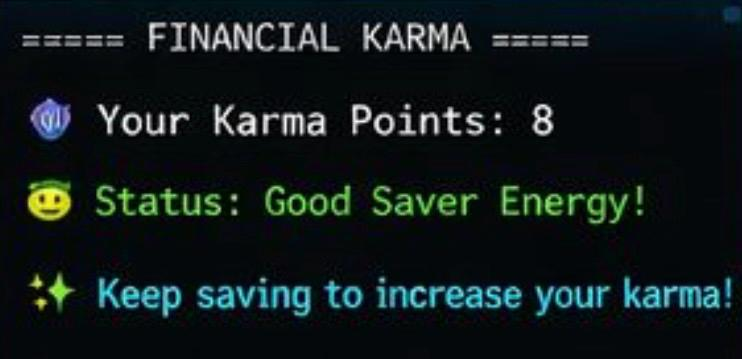 ===== FINANCIAL KARMA =====
Your Karma Points: 8
Status: Good Saver Energy!
Keep saving to increase your karma!